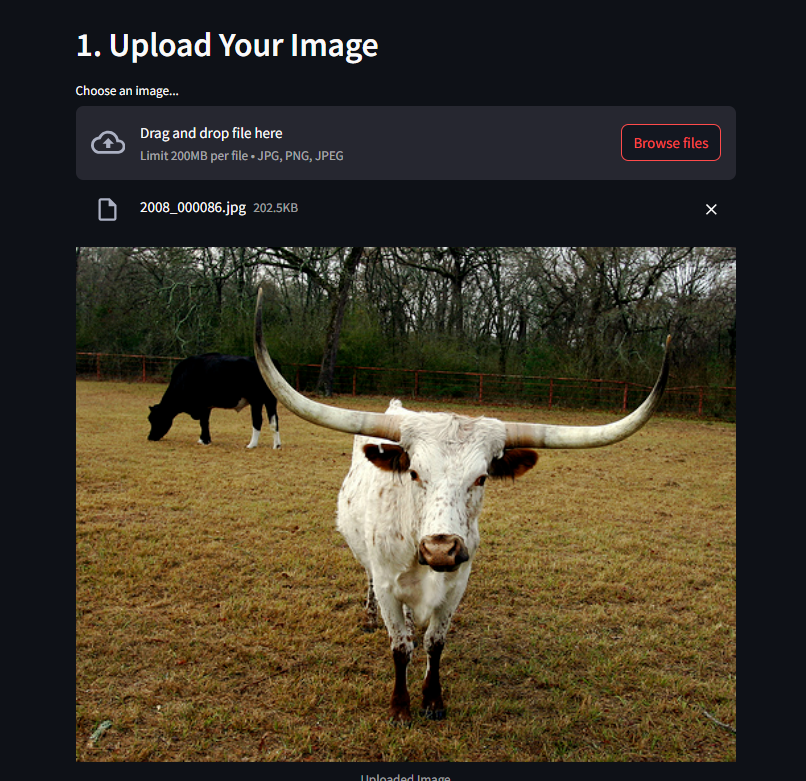 1. Upload Your Image
Choose an image...
Drag and drop file here
Limit 200MB per file • JPG, PNG, JPEG
Browse files
2008_000086.jpg 202.5KB
Uploaded Image